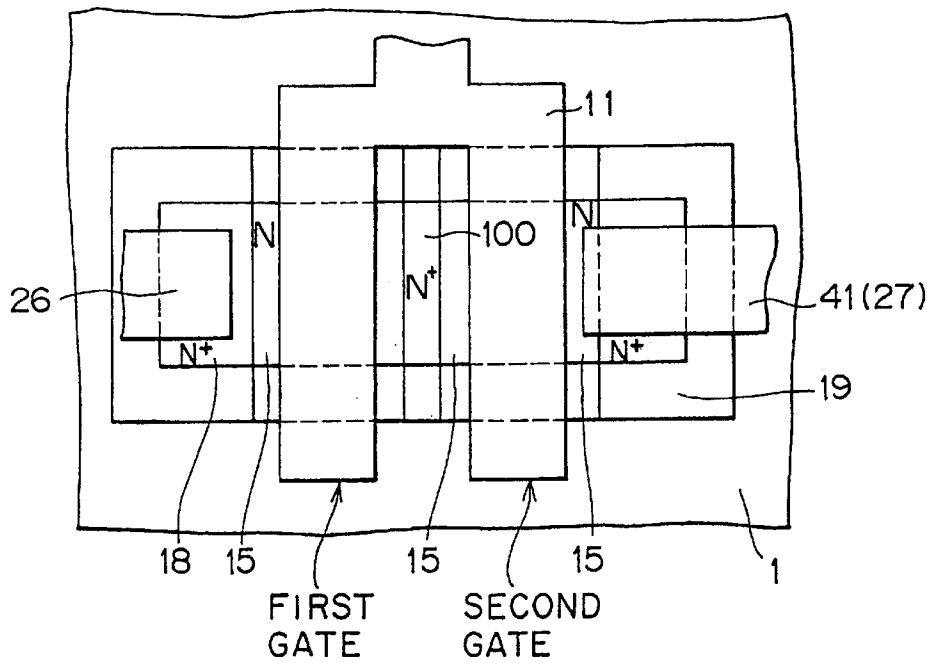 11
N
N
100
N+
26
41(27)
N+
N+
19
18
15
15
15
1
FIRST
GATE
SECOND
GATE